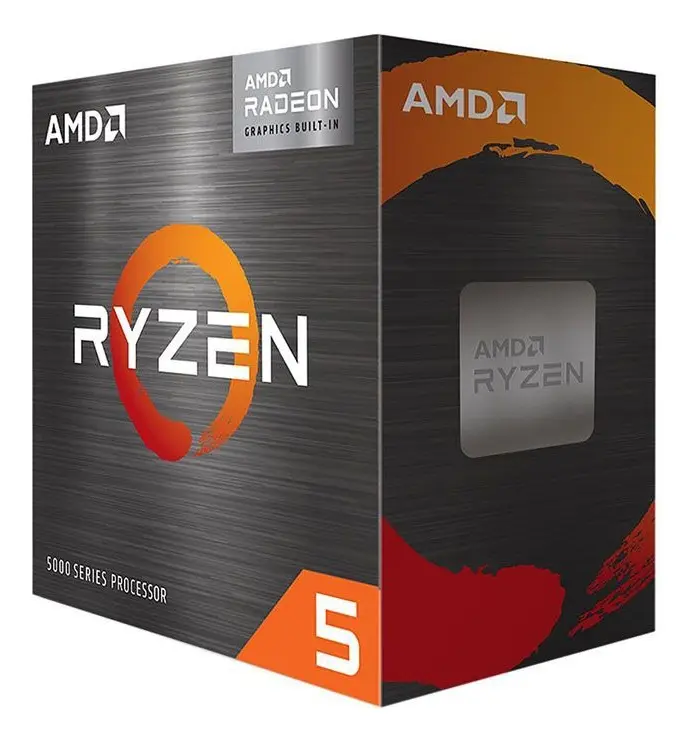 AMD
AMD
RADEON
GRAPHICS BUILT-IN
RYZEN
5000 SERIES PROCESSOR
5
AMD
AMD
RYZEN